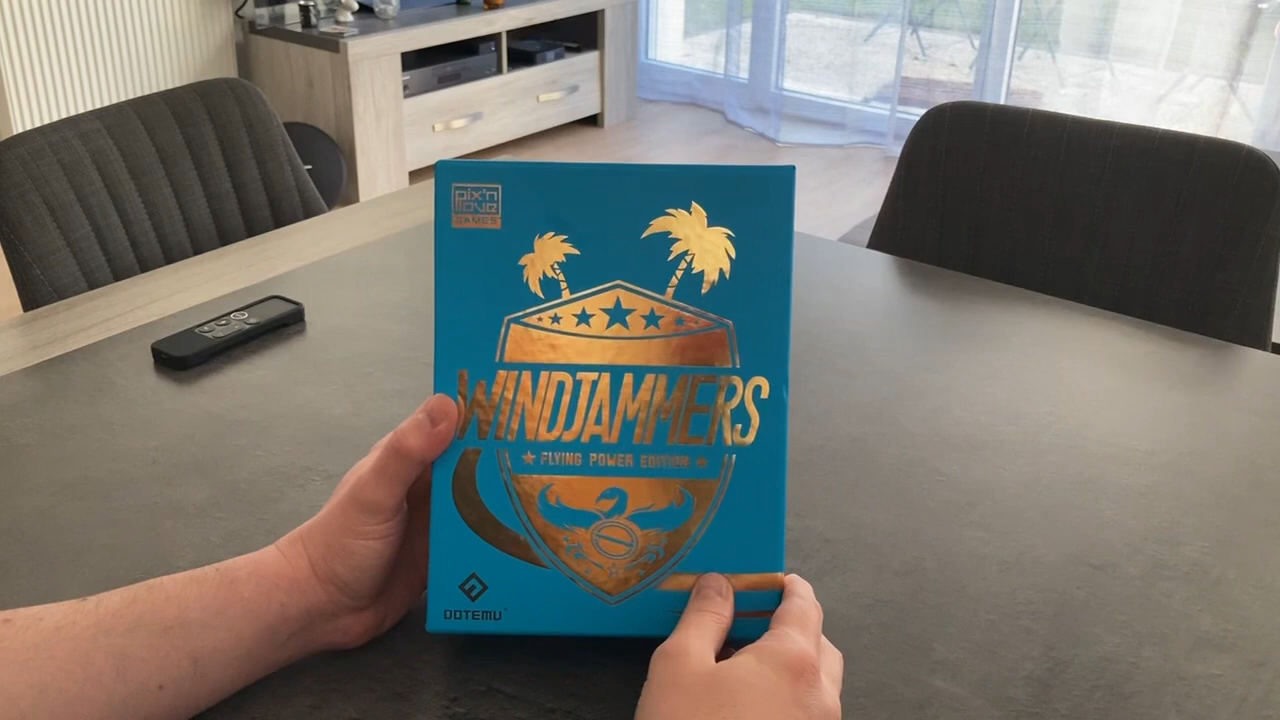 pix'n
love
GAMES
WINDJAMMERS
FLYING POWER EDITION
DOTEMU